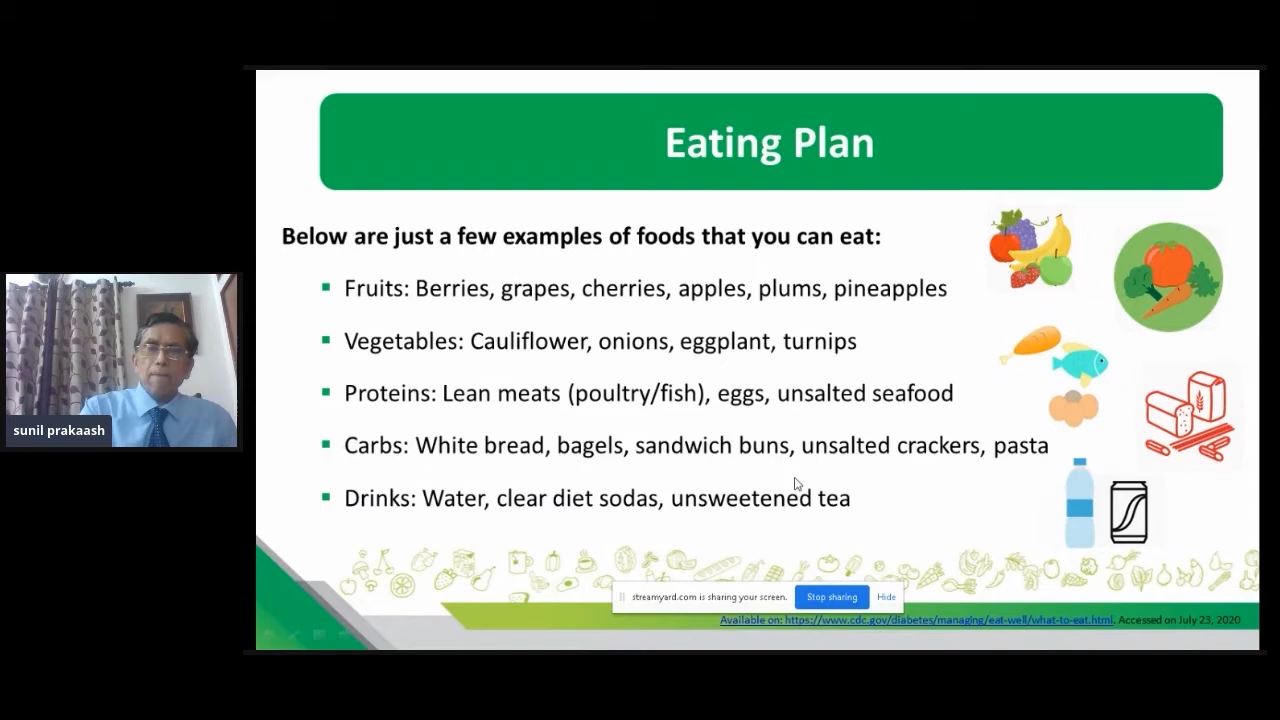 Eating Plan
Below are just a few examples of foods that you can eat:
Fruits: Berries, grapes, cherries, apples, plums, pineapples
Vegetables: Cauliflower, onions, eggplant, turnips
Proteins: Lean meats (poultry/fish), eggs, unsalted seafood
Carbs: White bread, bagels, sandwich buns, unsalted crackers, pasta
Drinks: Water, clear diet sodas, unsweetened tea
sunil prakaash
streamyard.com is sharing your screen. Stop sharing Hide
Available on: https://www.cdc.gov/diabetes/managing/eat-well/what-to-eat.html. Accessed on July 23, 2020